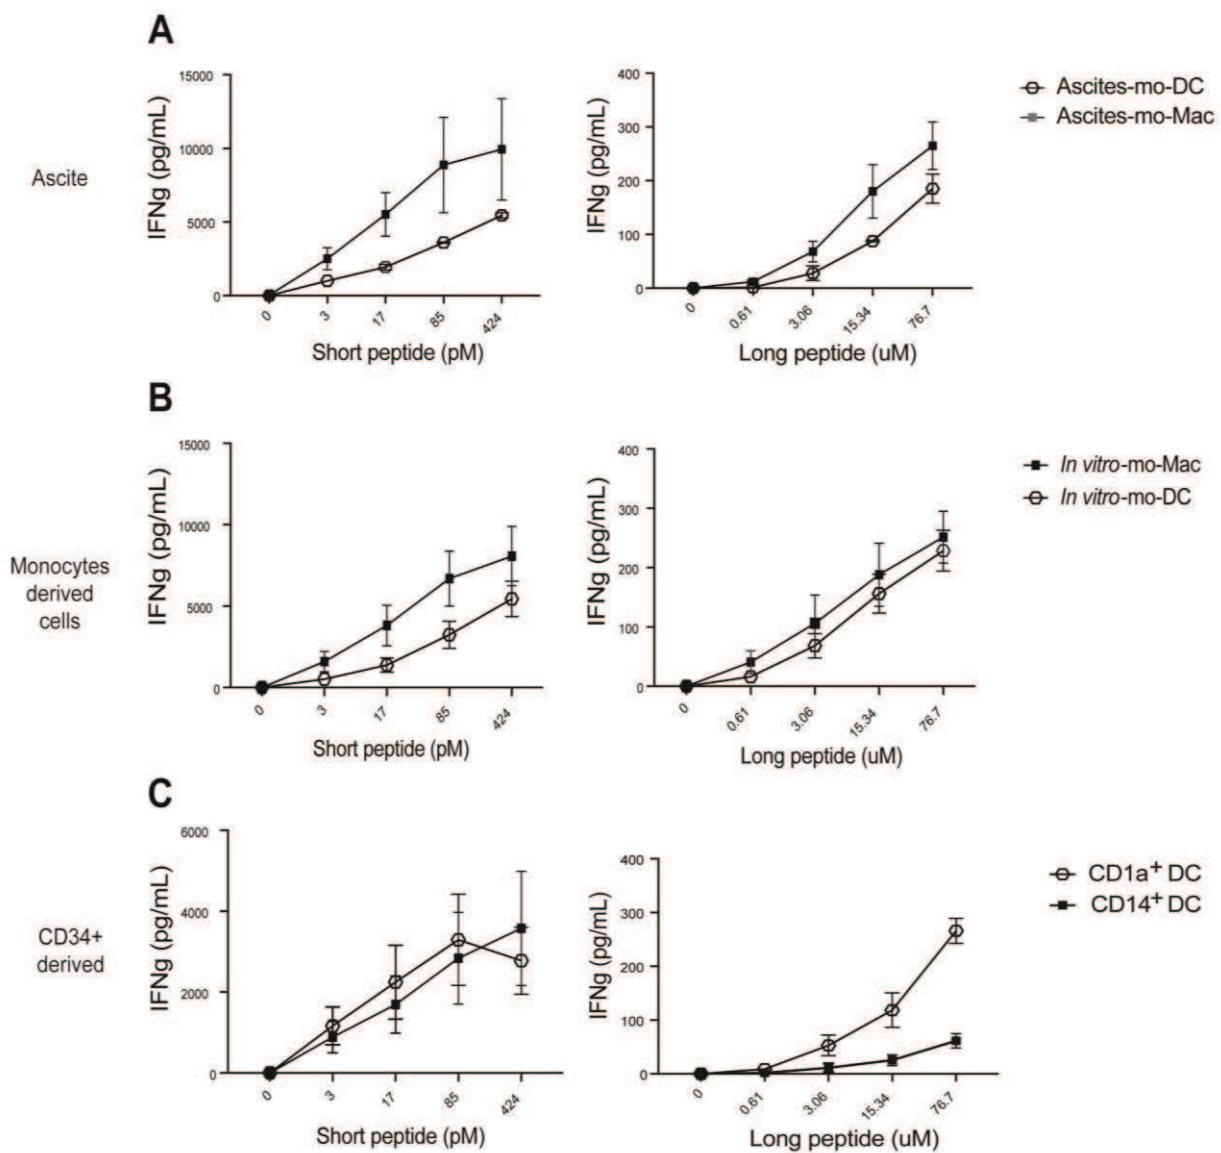 A
Ascite
IFNg (pg/mL)
15000
10000
5000
0
0
3
17
85
424
Short peptide (pM)
IFNg (pg/mL)
400
300
200
100
0
0
0.61
3.06
15.34
76.7
Long peptide (uM)
Ascites-mo-DC
Ascites-mo-Mac
B
Monocytes
derived
cells
IFNg (pg/mL)
15000
10000
5000
0
0
3
17
85
424
Short peptide (pM)
IFNg (pg/mL)
400
300
200
100
0
0
0.61
3.06
15.34
76.7
Long peptide (uM)
In vitro-mo-Mac
In vitro-mo-DC
C
CD34+
derived
IFNg (pg/mL)
6000
4000
2000
0
0
3
17
85
424
Short peptide (pM)
IFNg (pg/mL)
400
300
200
100
0
0
0.61
3.06
15.34
76.7
Long peptide (uM)
CD1a+ DC
CD14+ DC